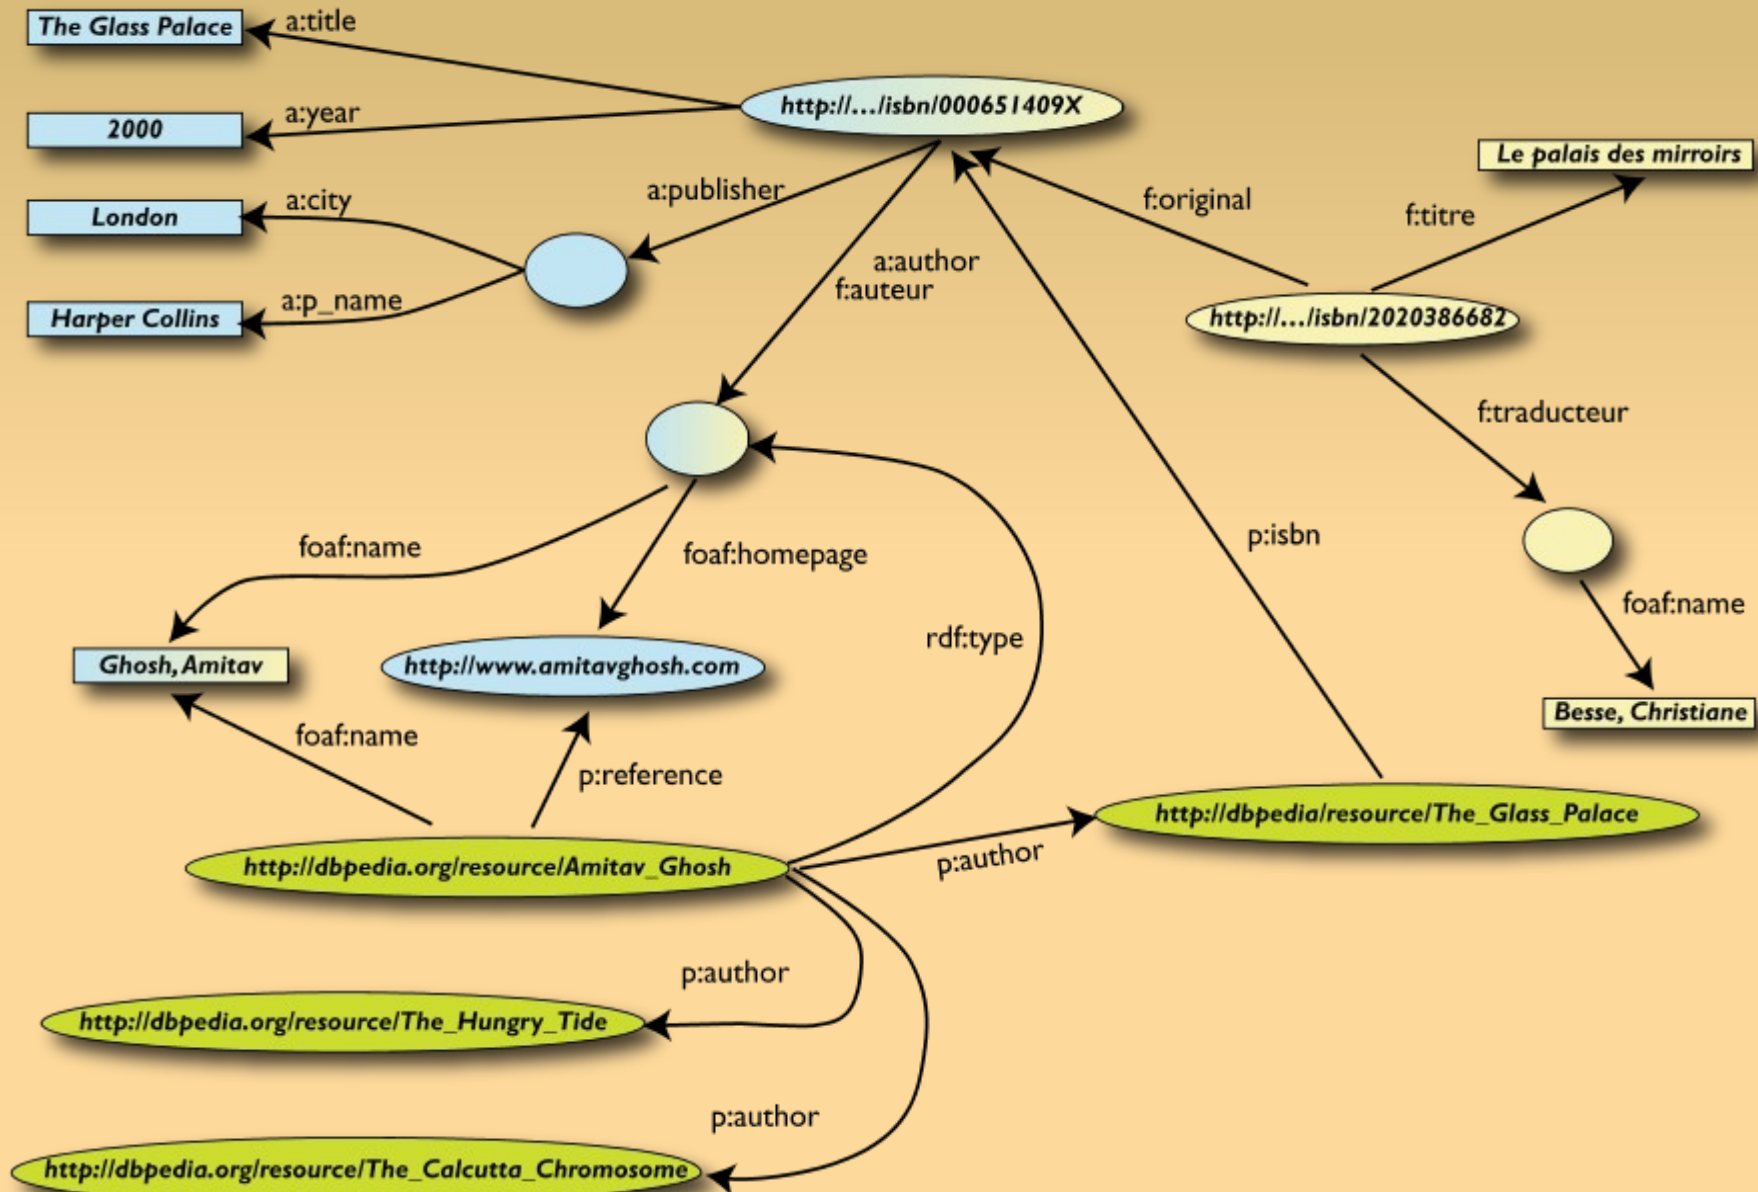 The Glass Palace
a:title
http://…/isbn/000651409X
2000
a:year
Le palais des mirroirs
London
a:city
a:publisher
f:original
f:titre
a:author
f:auteur
Harper Collins
a:p_name
http://…/isbn/2020386682
f:traducteur
foaf:name
foaf:homepage
p:isbn
foaf:name
rdf:type
Ghosh, Amitav
http://www.amitavghosh.com
Besse, Christiane
foaf:name
p:reference
http://dbpedia/resource/The_Glass_Palace
p:author
http://dbpedia.org/resource/Amitav_Ghosh
p:author
http://dbpedia.org/resource/The_Hungry_Tide
p:author
http://dbpedia.org/resource/The_Calcutta_Chromosome